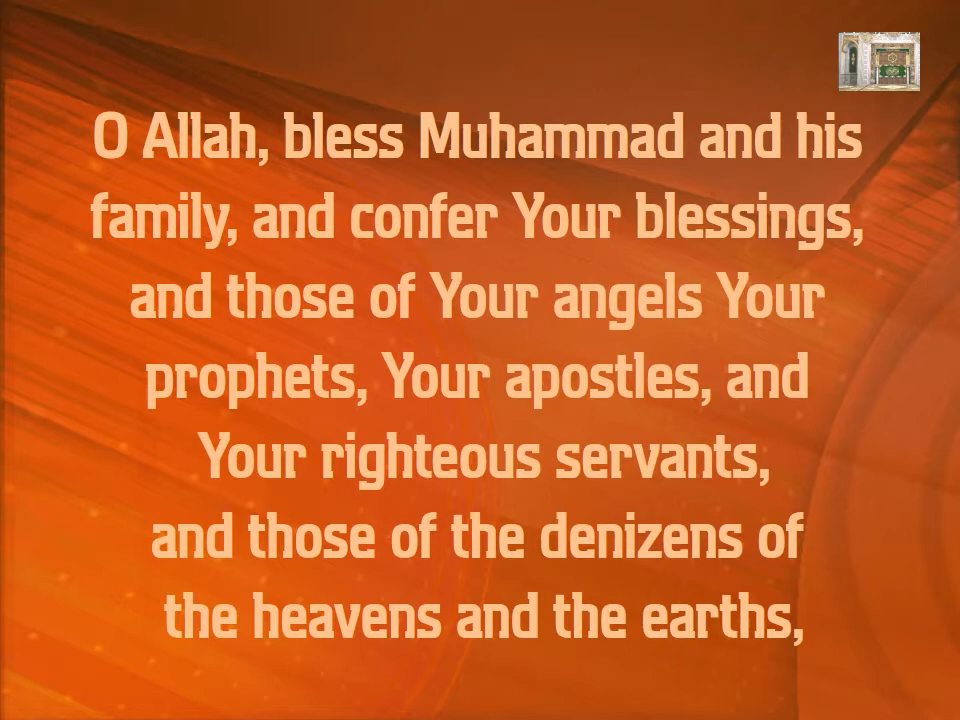 O Allah, bless Muhammad and his
family, and confer Your blessings,
and those of Your angels Your
prophets, Your apostles, and
Your righteous servants,
and those of the denizens of
the heavens and the earths,